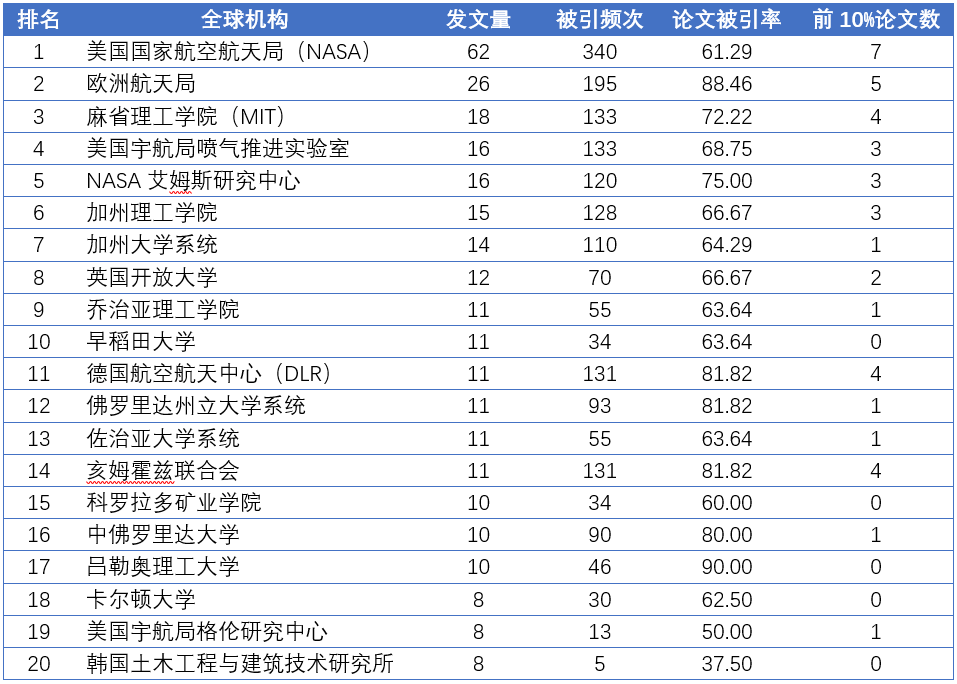 排名 全球机构 发文量 被引频次 论文被引率 前 10%论文数
1 美国国家航空航天局（NASA） 62 340 61.29 7
2 欧洲航天局 26 195 88.46 5
3 麻省理工学院（MIT） 18 133 72.22 4
4 美国宇航局喷气推进实验室 16 133 68.75 3
5 NASA 艾姆斯研究中心 16 120 75.00 3
6 加州理工学院 15 128 66.67 3
7 加州大学系统 14 110 64.29 1
8 英国开放大学 12 70 66.67 2
9 乔治亚理工学院 11 55 63.64 1
10 早稻田大学 11 34 63.64 0
11 德国航空航天中心（DLR） 11 131 81.82 4
12 佛罗里达州立大学系统 11 93 81.82 1
13 佐治亚大学系统 11 55 63.64 1
14 亥姆霍兹联合会 11 131 81.82 4
15 科罗拉多矿业学院 10 34 60.00 0
16 中佛罗里达大学 10 90 80.00 1
17 吕勒奥理工大学 10 46 90.00 0
18 卡尔顿大学 8 30 62.50 0
19 美国宇航局格伦研究中心 8 13 50.00 1
20 韩国土木工程与建筑技术研究所 8 5 37.50 0